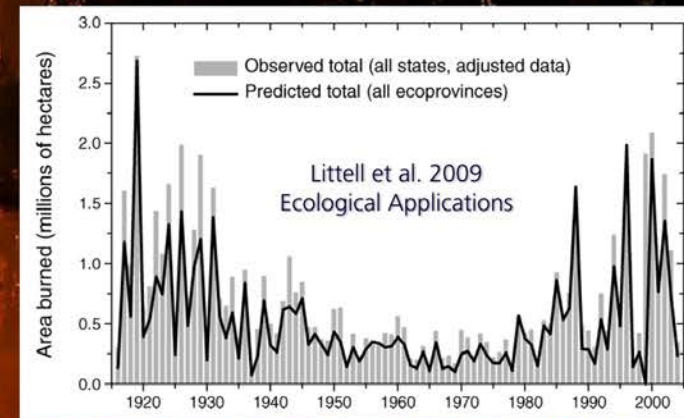 3.0
2.5
2.0
1.5
1.0
0.5
0.0
Area burned (millions of hectares)
Observed total (all states, adjusted data)
Predicted total (all ecoprovinces)
Littell et al. 2009
Ecological Applications
1920 1930 1940 1950 1960 1970 1980 1990 2000